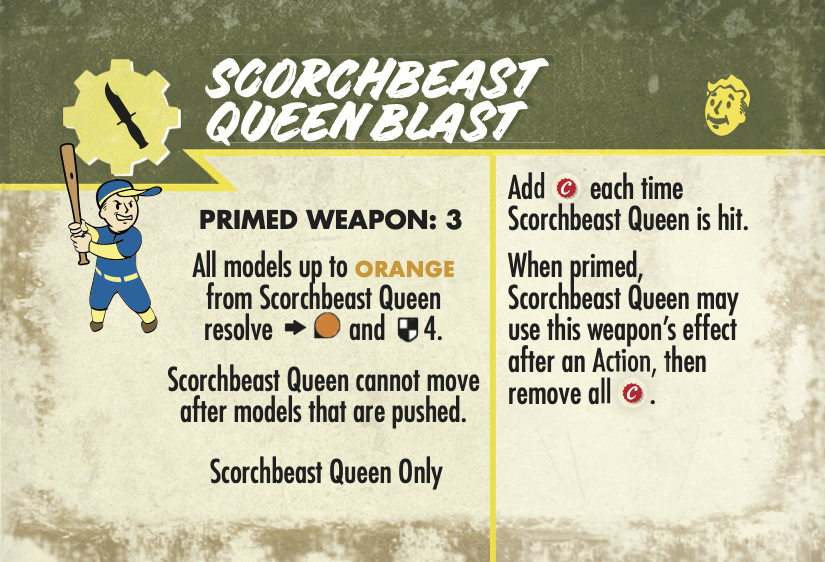 SCORCHBEAST
QUEEN BLAST
PRIMED WEAPON: 3
All models up to ORANGE
from Scorchbeast Queen
resolve and 4.
Scorchbeast Queen cannot move
after models that are pushed.
Scorchbeast Queen Only
Add C each time
Scorchbeast Queen is hit.
When primed,
Scorchbeast Queen may
use this weapon's effect
after an Action, then
remove all C .